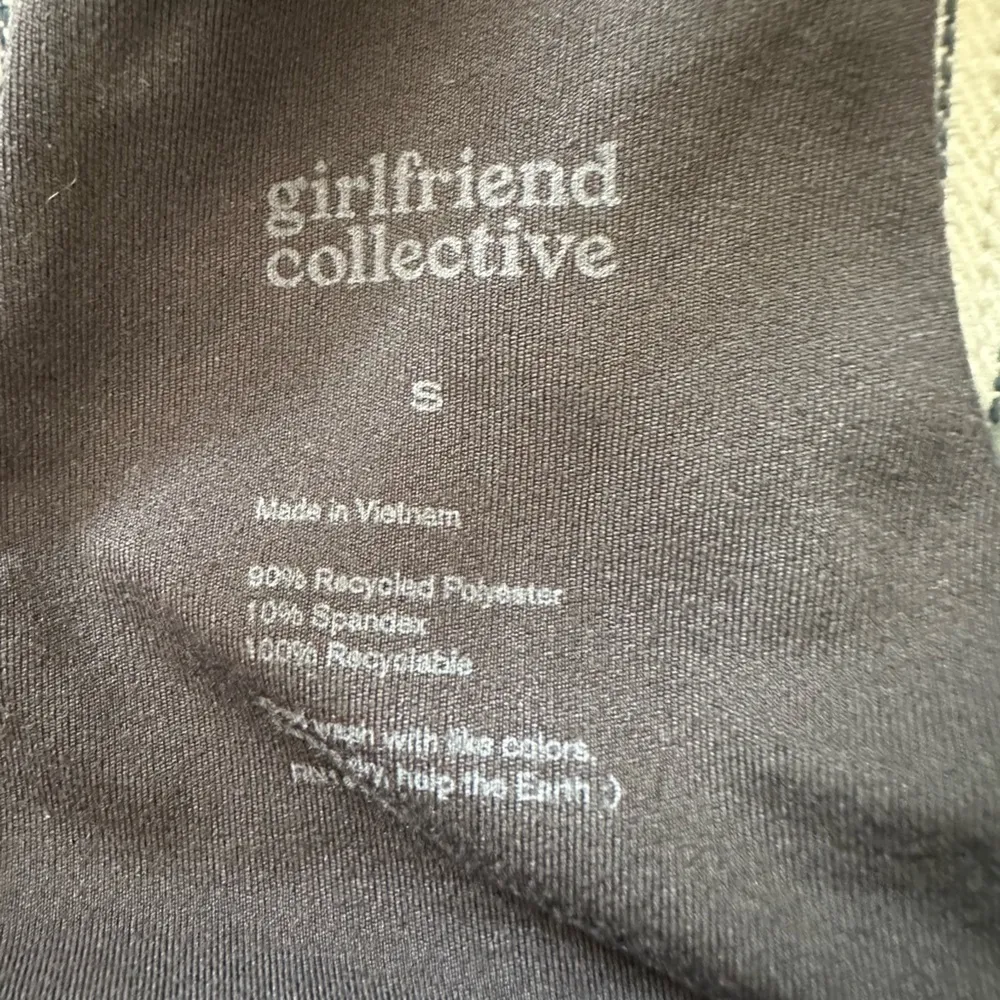 girlfriend
collective
S
Made in Vietnam
90% Recycled Polyester
10% Spandex
100% Recyclable
wash with like colors.
help the Earth :)